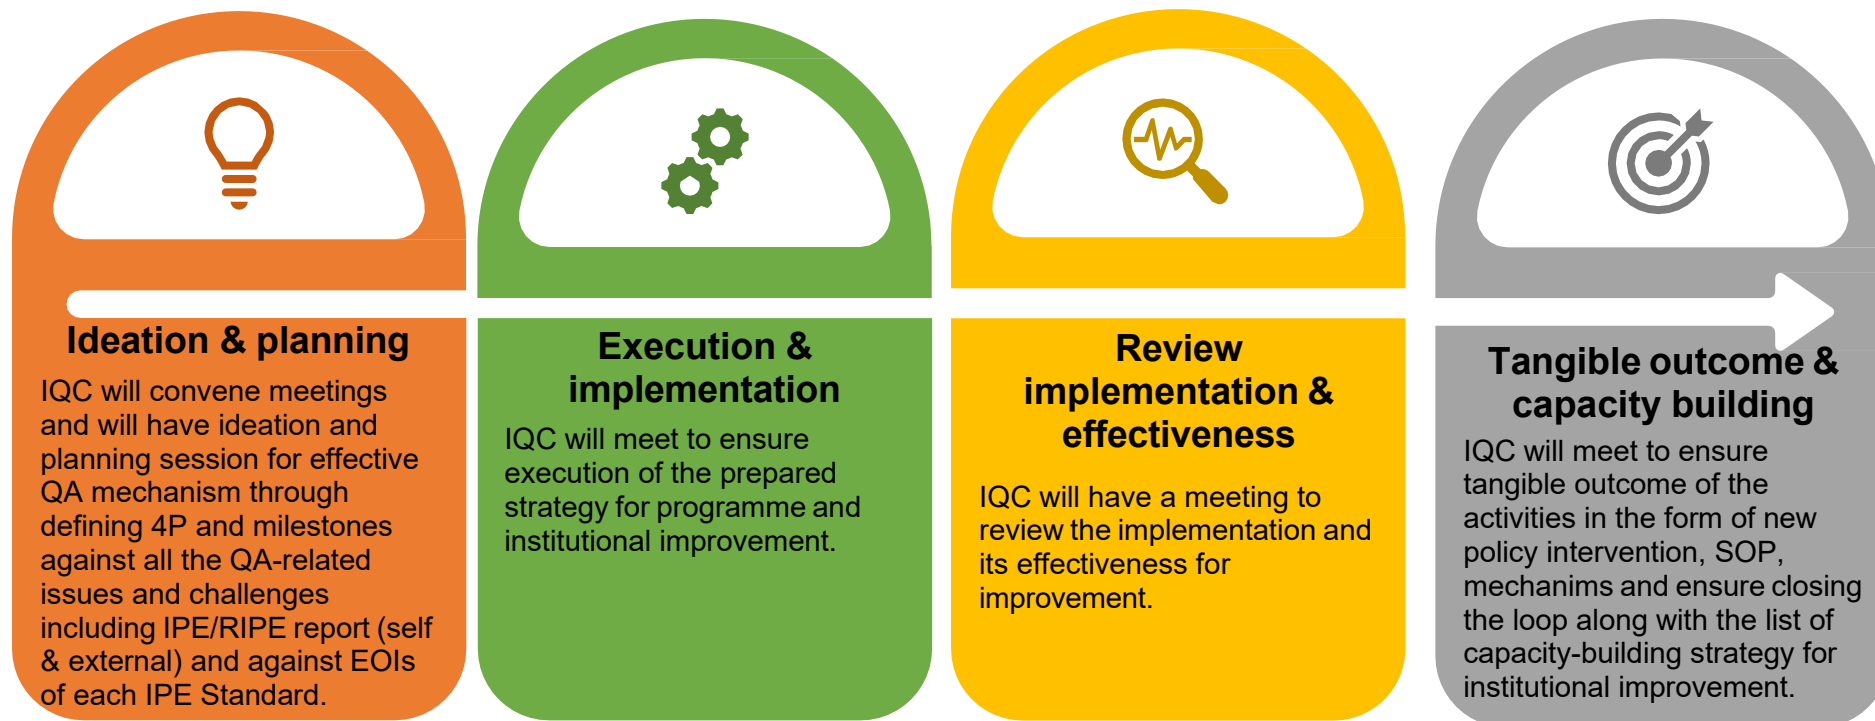 Ideation & planning
IQC will convene meetings
and will have ideation and
planning session for effective
QA mechanism through
defining 4P and milestones
against all the QA-related
issues and challenges
including IPE/RIPE report (self
& external) and against EOIs
of each IPE Standard.
Execution &
implementation
IQC will meet to ensure
execution of the prepared
strategy for programme and
institutional improvement.
Review
implementation &
effectiveness
IQC will have a meeting to
review the implementation and
its effectiveness for
improvement.
Tangible outcome &
capacity building
IQC will meet to ensure
tangible outcome of the
activities in the form of new
policy intervention, SOP,
mechanims and ensure closing
the loop along with the list of
capacity-building strategy for
institutional improvement.